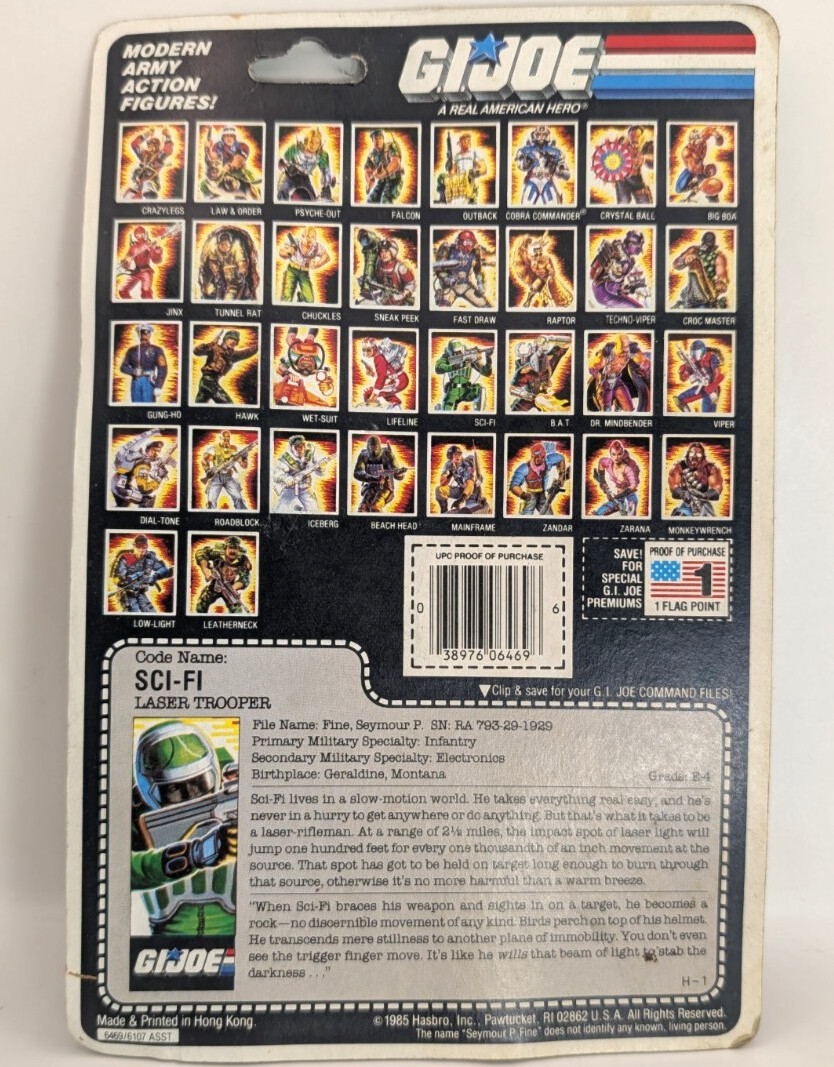 MODERN
ARMY
ACTION
FIGURES!
G.I. JOE
A REAL AMERICAN HERO®
CRAZYLEGS LAW & ORDER PSYCHE-OUT FALCON OUTBACK COBRA COMMANDER® CRYSTAL BALL BIG BOA
JINX TUNNEL RAT CHUCKLES SNEAK PEEK FAST DRAW RAPTOR TECHNO-VIPER CROC MASTER
GUNG-HO HAWK WET-SUIT LIFELINE SCI-FI B.A.T. DR. MINDBENDER VIPER
DIAL-TONE ROADBLOCK ICEBERG BEACH HEAD MAINFRAME ZANDAR ZARANA MONKEYWRENCH
LOW-LIGHT LEATHERNECK
UPC PROOF OF PURCHASE
0 38976 06469 6
SAVE!
FOR
SPECIAL
G.I. JOE
PREMIUMS
PROOF OF PURCHASE
1
1 FLAG POINT
▼Clip & save for your G.I. JOE COMMAND FILES!
Code Name:
SCI-FI
LASER TROOPER
File Name: Fine, Seymour P. SN: RA 793-29-1929
Primary Military Specialty: Infantry
Secondary Military Specialty: Electronics
Birthplace: Geraldine, Montana Grade: E-4
Sci-Fi lives in a slow-motion world. He takes everything real easy, and he's
never in a hurry to get anywhere or do anything. But that's what it takes to be
a laser-rifleman. At a range of 2½ miles, the impact spot of laser light will
jump one hundred feet for every one thousandth of an inch movement at the
source. That spot has got to be held on target long enough to burn through
that source, otherwise it's no more harmful than a warm breeze.
"When Sci-Fi braces his weapon and sights in on a target, he becomes a
rock—no discernible movement of any kind. Birds perch on top of his helmet.
He transcends mere stillness to another plane of immobility. You don't even
see the trigger finger move. It's like he wills that beam of light to stab the
darkness . . ."
G.I. JOE
H-1
Made & Printed in Hong Kong.
6469/6107 ASST.
© 1985 Hasbro, Inc., Pawtucket, RI 02862 U.S.A. All Rights Reserved.
The name "Seymour P. Fine" does not identify any known, living person.